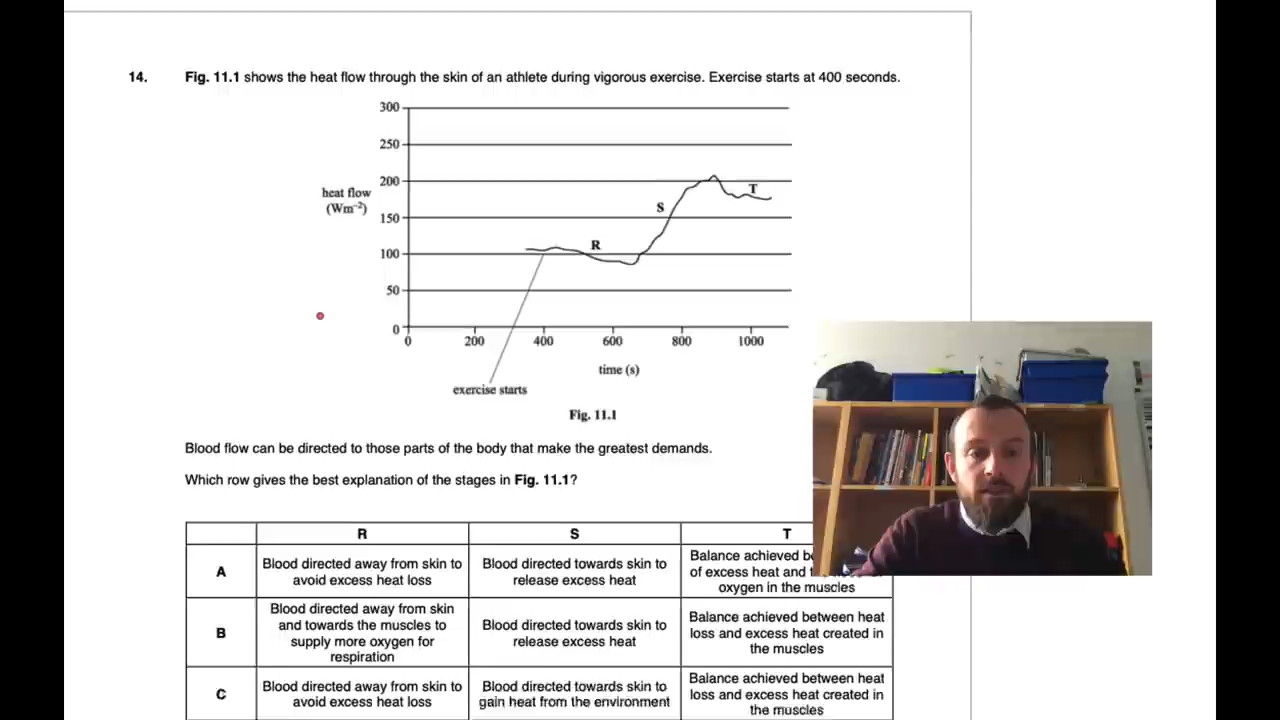 14. Fig. 11.1 shows the heat flow through the skin of an athlete during vigorous exercise. Exercise starts at 400 seconds.
300
250
200
150
100
50
0
heat flow
(Wm⁻²)
R
S
T
0 200 400 600 800 1000
time (s)
exercise starts
Fig. 11.1
Blood flow can be directed to those parts of the body that make the greatest demands.
Which row gives the best explanation of the stages in Fig. 11.1?
R S T
A
Blood directed away from skin to
avoid excess heat loss
Blood directed towards skin to
release excess heat
Balance achieved
of excess heat and
oxygen in the muscles
B
Blood directed away from skin
and towards the muscles to
supply more oxygen for
respiration
Blood directed towards skin to
release excess heat
Balance achieved between heat
loss and excess heat created in
the muscles
C
Blood directed away from skin to
avoid excess heat loss
Blood directed towards skin to
gain heat from the environment
Balance achieved between heat
loss and excess heat created in
the muscles